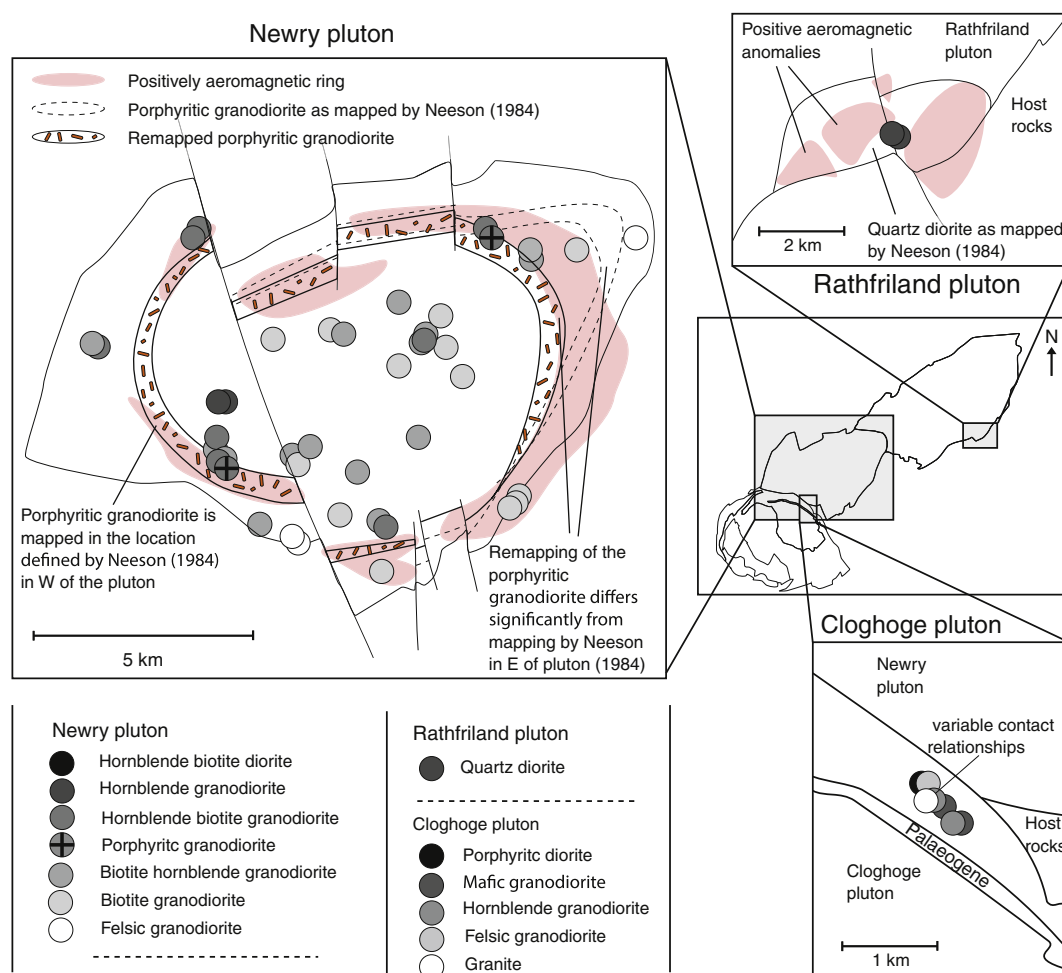 Newry pluton
Positively aeromagnetic ring
Porphyritic granodiorite as mapped by Neeson (1984)
Remapped porphyritic granodiorite
Porphyritic granodiorite is
mapped in the location
defined by Neeson (1984)
in W of the pluton
Remapping of the
porphyritic
granodiorite differs
significantly from
mapping by Neeson
in E of pluton (1984)
5 km
Positive aeromagnetic
anomalies
Rathfriland
pluton
Host
rocks
Quartz diorite as mapped
by Neeson (1984)
2 km
Rathfriland pluton
N
Cloghoge pluton
Newry
pluton
variable contact
relationships
Host
rocks
Palaeogene
Cloghoge
pluton
1 km
Newry pluton
Hornblende biotite diorite
Hornblende granodiorite
Hornblende biotite granodiorite
Porphyritc granodiorite
Biotite hornblende granodiorite
Biotite granodiorite
Felsic granodiorite
Rathfriland pluton
Quartz diorite
Cloghoge pluton
Porphyritc diorite
Mafic granodiorite
Hornblende granodiorite
Felsic granodiorite
Granite